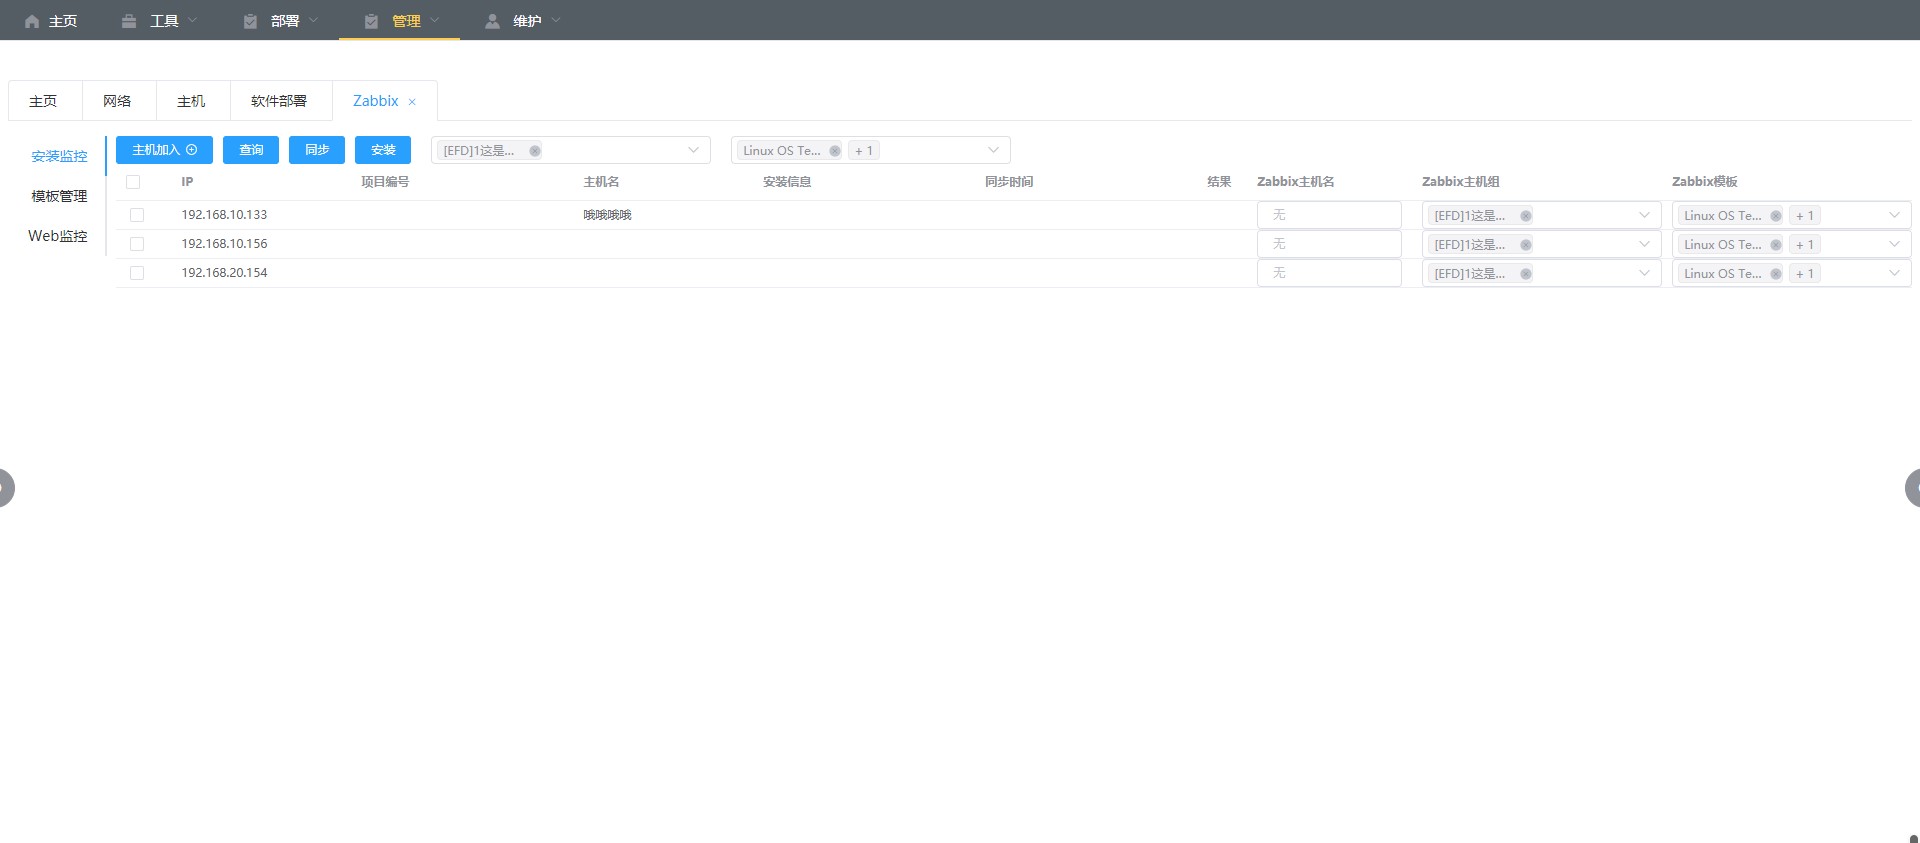 主页 工具 部署 管理 维护
主页 网络 主机 软件部署 Zabbix
安装监控
模板管理
Web监控
主机加入 查询 同步 安装 [EFD]1这是... Linux OS Te... + 1
IP 项目编号 主机名 安装信息 同步时间 结果 Zabbix主机名 Zabbix主机组 Zabbix模板
192.168.10.133 哦哦哦哦 无 [EFD]1这是... Linux OS Te... + 1
192.168.10.156 无 [EFD]1这是... Linux OS Te... + 1
192.168.20.154 无 [EFD]1这是... Linux OS Te... + 1